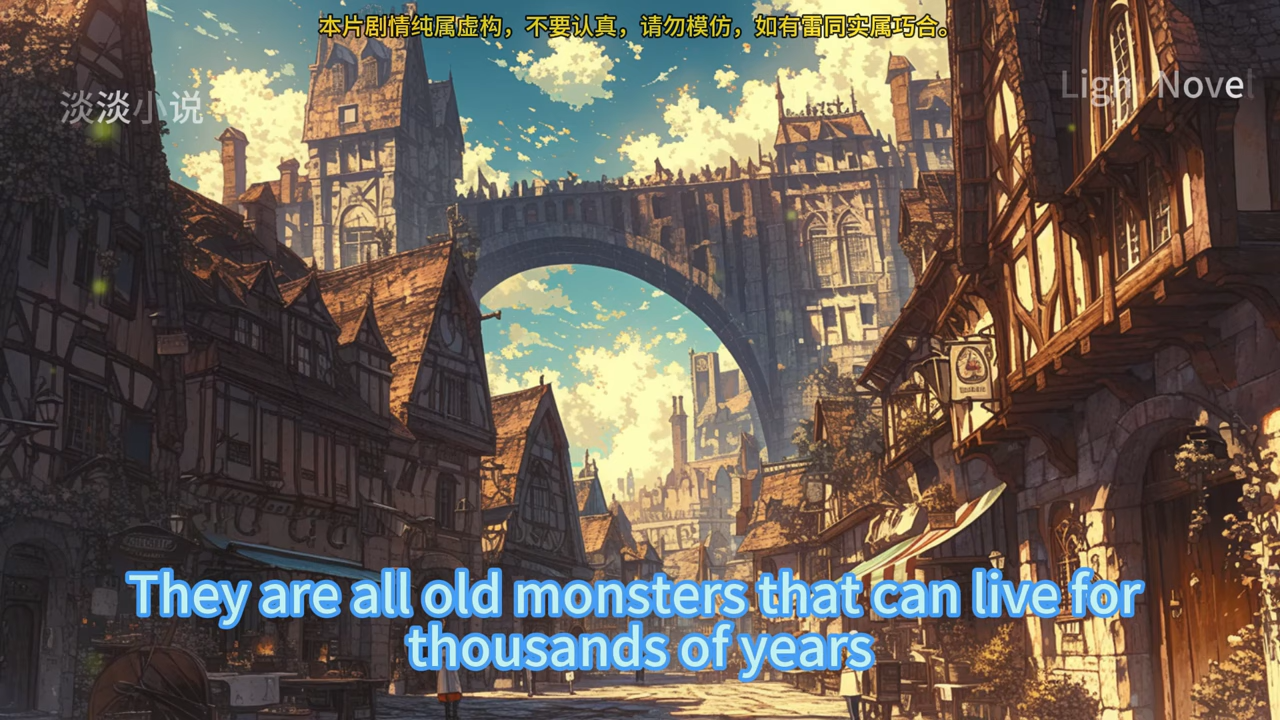 本片剧情纯属虚构，不要认真，请勿模仿，如有雷同实属巧合。
淡淡小说
Light Novel
They are all old monsters that can live for
thousands of years